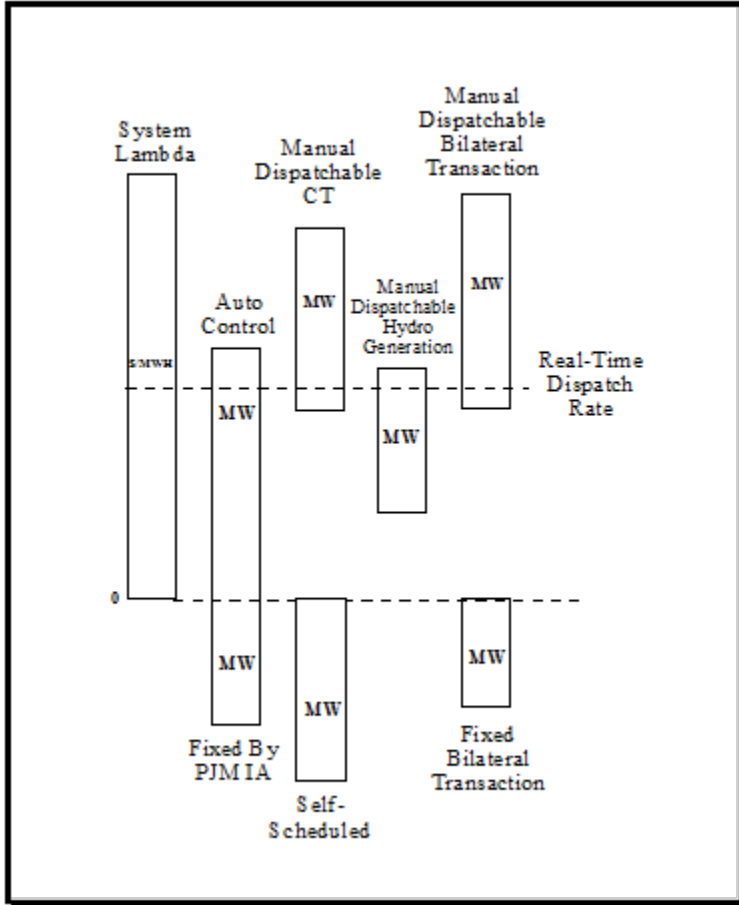 System
Lambda
Manual
Dispatchable
CT
Manual
Dispatchable
Bilateral
Transaction
Auto
Control
Manual
Dispatchable
Hydro
Generation
MW
MW
$/MWH
Real-Time
Dispatch
Rate
MW
MW
0
MW
MW
MW
Fixed By
PJM IA
Self-
Scheduled
Fixed
Bilateral
Transaction